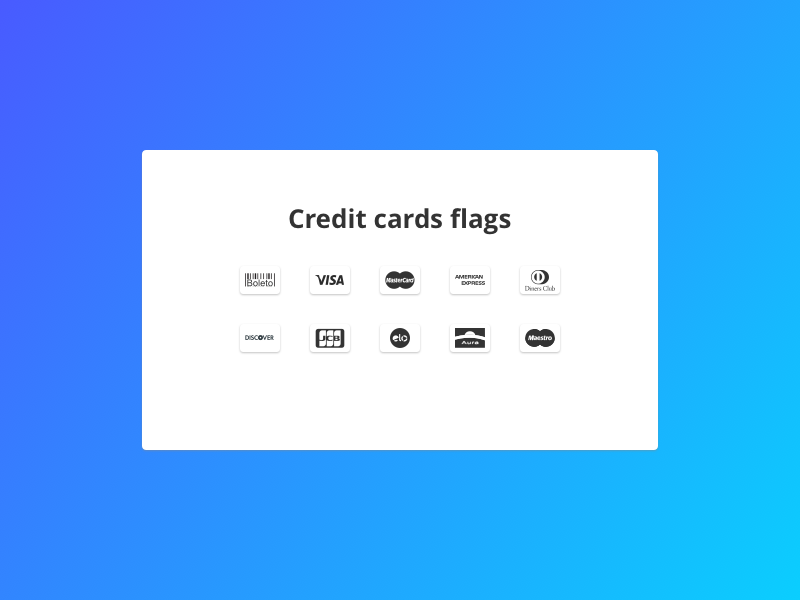 Credit cards flags
Boleto
VISA
MasterCard
AMERICAN
EXPRESS
Diners Club
DISCOVER
JCB
elo
Aura
Maestro